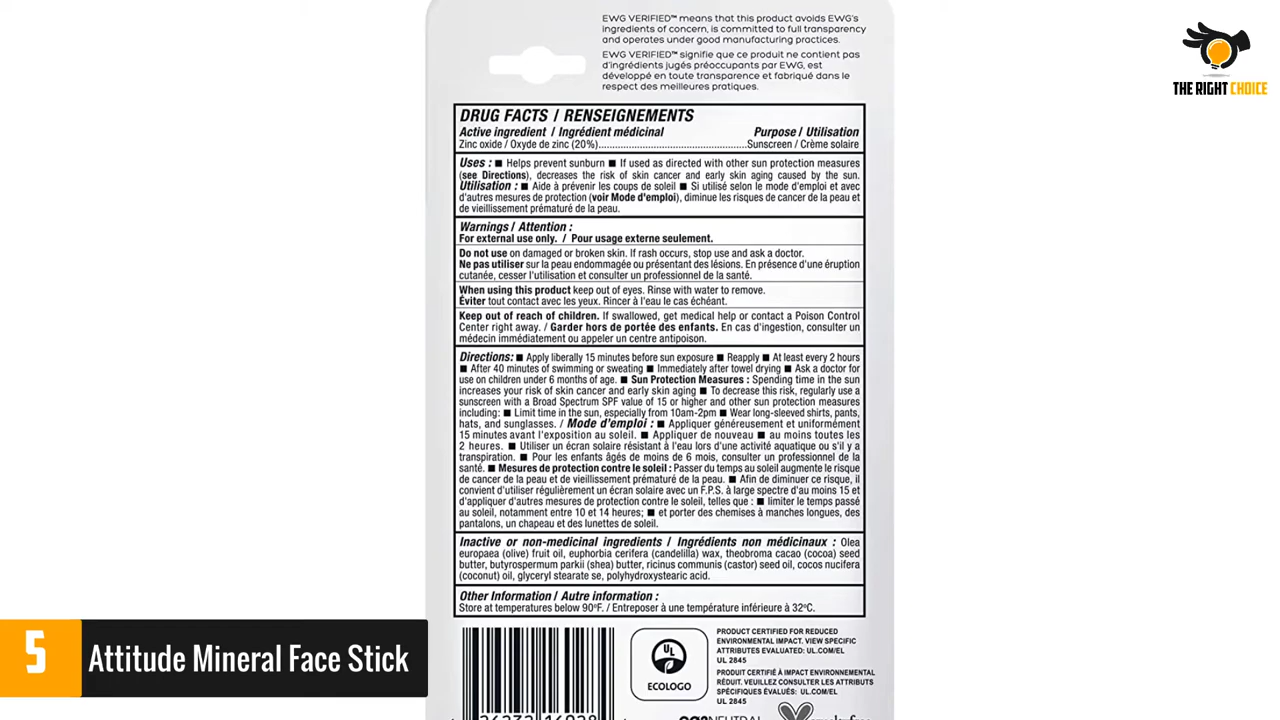 EWG VERIFIED™ means that this product avoids EWG's
ingredients of concern, is committed to full transparency
and operates under good manufacturing practices.
EWG VERIFIED™ signifie que ce produit ne contient pas
d'ingrédients jugés préoccupants par EWG, est
développé en toute transparence et fabriqué dans le
respect des meilleures pratiques.
THE RIGHT CHOICE
DRUG FACTS / RENSEIGNEMENTS
Active ingredient / Ingrédient médicinal Purpose / Utilisation
Zinc oxide / Oxyde de zinc (20%)..................................................Sunscreen / Crème solaire
Uses : ■ Helps prevent sunburn ■ If used as directed with other sun protection measures
(see Directions), decreases the risk of skin cancer and early skin aging caused by the sun.
Utilisation : ■ Aide à prévenir les coups de soleil ■ Si utilisé selon le mode d'emploi et avec
d'autres mesures de protection (voir Mode d'emploi), diminue les risques de cancer de la peau et
de vieillissement prématuré de la peau.
Warnings / Attention :
For external use only. / Pour usage externe seulement.
Do not use on damaged or broken skin. If rash occurs, stop use and ask a doctor.
Ne pas utiliser sur la peau endommagée ou présentant des lésions. En présence d'une éruption
cutanée, cesser l'utilisation et consulter un professionnel de la santé.
When using this product keep out of eyes. Rinse with water to remove.
Éviter tout contact avec les yeux. Rincer à l'eau le cas échéant.
Keep out of reach of children. If swallowed, get medical help or contact a Poison Control
Center right away. / Garder hors de portée des enfants. En cas d'ingestion, consulter un
médecin immédiatement ou appeler un centre antipoison.
Directions: ■ Apply liberally 15 minutes before sun exposure ■ Reapply ■ At least every 2 hours
■ After 40 minutes of swimming or sweating ■ Immediately after towel drying ■ Ask a doctor for
use on children under 6 months of age. ■ Sun Protection Measures : Spending time in the sun
increases your risk of skin cancer and early skin aging ■ To decrease this risk, regularly use a
sunscreen with a Broad Spectrum SPF value of 15 or higher and other sun protection measures
including: ■ Limit time in the sun, especially from 10am-2pm ■ Wear long-sleeved shirts, pants,
hats, and sunglasses. / Mode d'emploi : ■ Appliquer généreusement et uniformément
15 minutes avant l'exposition au soleil. ■ Appliquer de nouveau ■ au moins toutes les
2 heures. ■ Utiliser un écran solaire résistant à l'eau lors d'une activité aquatique ou s'il y a
transpiration. ■ Pour les enfants âgés de moins de 6 mois, consulter un professionnel de la
santé. ■ Mesures de protection contre le soleil : Passer du temps au soleil augmente le risque
de cancer de la peau et de vieillissement prématuré de la peau. ■ Afin de diminuer ce risque, il
convient d'utiliser régulièrement un écran solaire avec un F.P.S. à large spectre d'au moins 15 et
d'appliquer d'autres mesures de protection contre le soleil, telles que : ■ limiter le temps passé
au soleil, notamment entre 10 et 14 heures; ■ et porter des chemises à manches longues, des
pantalons, un chapeau et des lunettes de soleil.
Inactive or non-medicinal ingredients / Ingrédients non médicinaux : Olea
europaea (olive) fruit oil, euphorbia cerifera (candelilla) wax, theobroma cacao (cocoa) seed
butter, butyrospermum parkii (shea) butter, ricinus communis (castor) seed oil, cocos nucifera
(coconut) oil, glyceryl stearate se, polyhydroxystearic acid.
Other Information / Autre information :
Store at temperatures below 90°F. / Entreposer à une température inférieure à 32°C.
UL
ECOLOGO
PRODUCT CERTIFIED FOR REDUCED
ENVIRONMENTAL IMPACT. VIEW SPECIFIC
ATTRIBUTES EVALUATED: UL.COM/EL
UL 2845
PRODUIT CERTIFIÉ À IMPACT ENVIRONNEMENTAL
RÉDUIT. VEUILLEZ CONSULTER LES ATTRIBUTS
SPÉCIFIQUES ÉVALUÉS: UL.COM/EL
UL 2845
5 Attitude Mineral Face Stick
NEUTRAL